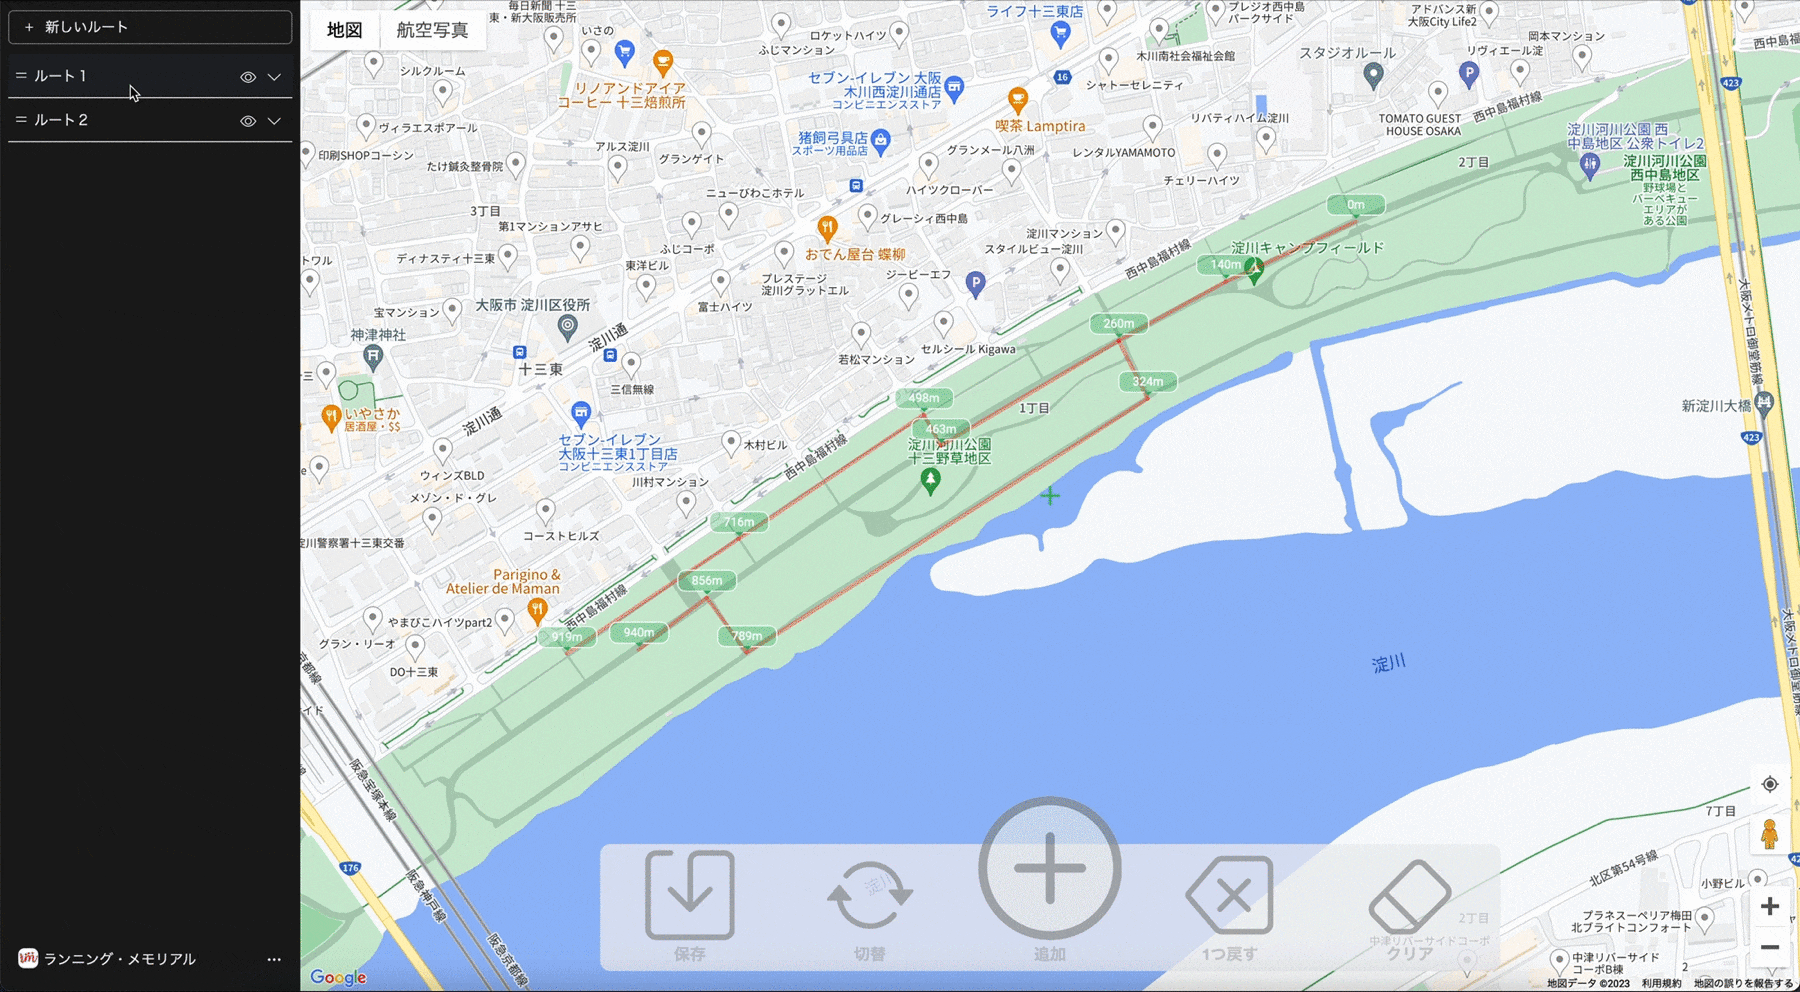 + 新しいルート
ルート 1
ルート 2
ランニング・メモリアル
地図
航空写真
毎日新聞 十三
東・新大阪販売所
いさの
ふじマンション
ロケットハイツ
ライフ十三東店
プレジオ西中島
パークサイド
アドバンス新
大阪City Life2
岡本マンション
西中島福
シルクルーム
リノアンドアイア
コーヒー 十三焙煎所
セブン-イレブン 大阪
木川西淀川通店
コンビニエンスストア
16
木川南社会福祉会館
シャトーセレニティ
スタジオルール
リヴィエール淀
P
423
ヴィラエスポアール
喫茶 Lamptira
リバティハイム淀川
TOMATO GUEST
HOUSE OSAKA
西中島福村線
淀川河川公園 西
中島地区 公衆トイレ2
印刷SHOPコーシン
たけ鍼灸整骨院
アルス淀川
グランゲイト
猪飼弓具店
スポーツ用品店
グランメール八洲
レンタルYAMAMOTO
2丁目
淀川河川公園
西中島地区
野球場と
バーベキュー
エリアが
ある公園
ニューびわこホテル
ハイツクローバー
チェリーハイツ
3丁目
第1マンションアサヒ
グレーシィ西中島
0m
ふじコーポ
おでん屋台 蝶柳
淀川マンション
スタイルビュー淀川
西中島福村線
淀川キャンプフィールド
140m
トワル
ディナスティ十三東
東洋ビル
プレステージ
淀川グラットエル
ジービーエフ
P
大阪市 淀川区役所
富士ハイツ
宝マンション
神津神社
淀川通
260m
大阪メトロ御堂筋線
若松マンション
セルシール Kigawa
十三東
三信無線
324m
498m
1丁目
463m
新淀川大橋
いやさか
居酒屋・$$
淀川通
423
セブン-イレブン
大阪十三東1丁目店
コンビニエンスストア
木村ビル
西中島福村線
淀川河川公園
十三野草地区
ウィンズBLD
川村マンション
メゾン・ド・グレ
716m
コーストヒルズ
淀川警察署十三東交番
Parigino &
Atelier de Maman
856m
西中島福村線
やまびこハイツpart2
グラン・リーオ
919m
940m
789m
DO十三東
淀川
大阪メトロ御堂筋線
京都線
イド
阪急宝塚本線
7丁目
176
阪急神戸線
北区第54号線
小野ビル
保存
切替
追加
1つ戻す
クリア
淀川
2丁目
中津リバーサイドコーポ
プラネスーペリア梅田
北ブライトコンフォート
阪急京都線
中津リバーサイド
コーポB棟
2
Google
地図データ ©2023
利用規約
地図の誤りを報告する